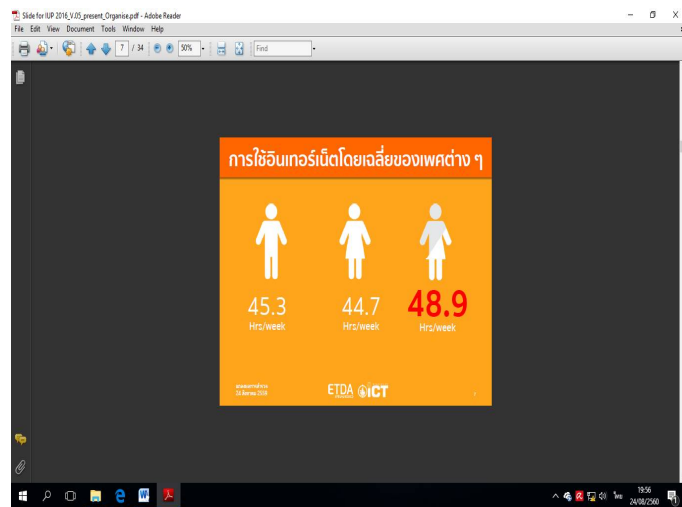 Slide for IUP 2016_V.05_present_Organise.pdf - Adobe Reader
File Edit View Document Tools Window Help
7 / 34 50% Find
การใช้อินเทอร์เน็ตโดยเฉลี่ยของเพศต่าง ๆ
45.3 44.7 48.9
Hrs/week Hrs/week Hrs/week
ETDA ICT
ไทย
19:56
24/08/2560